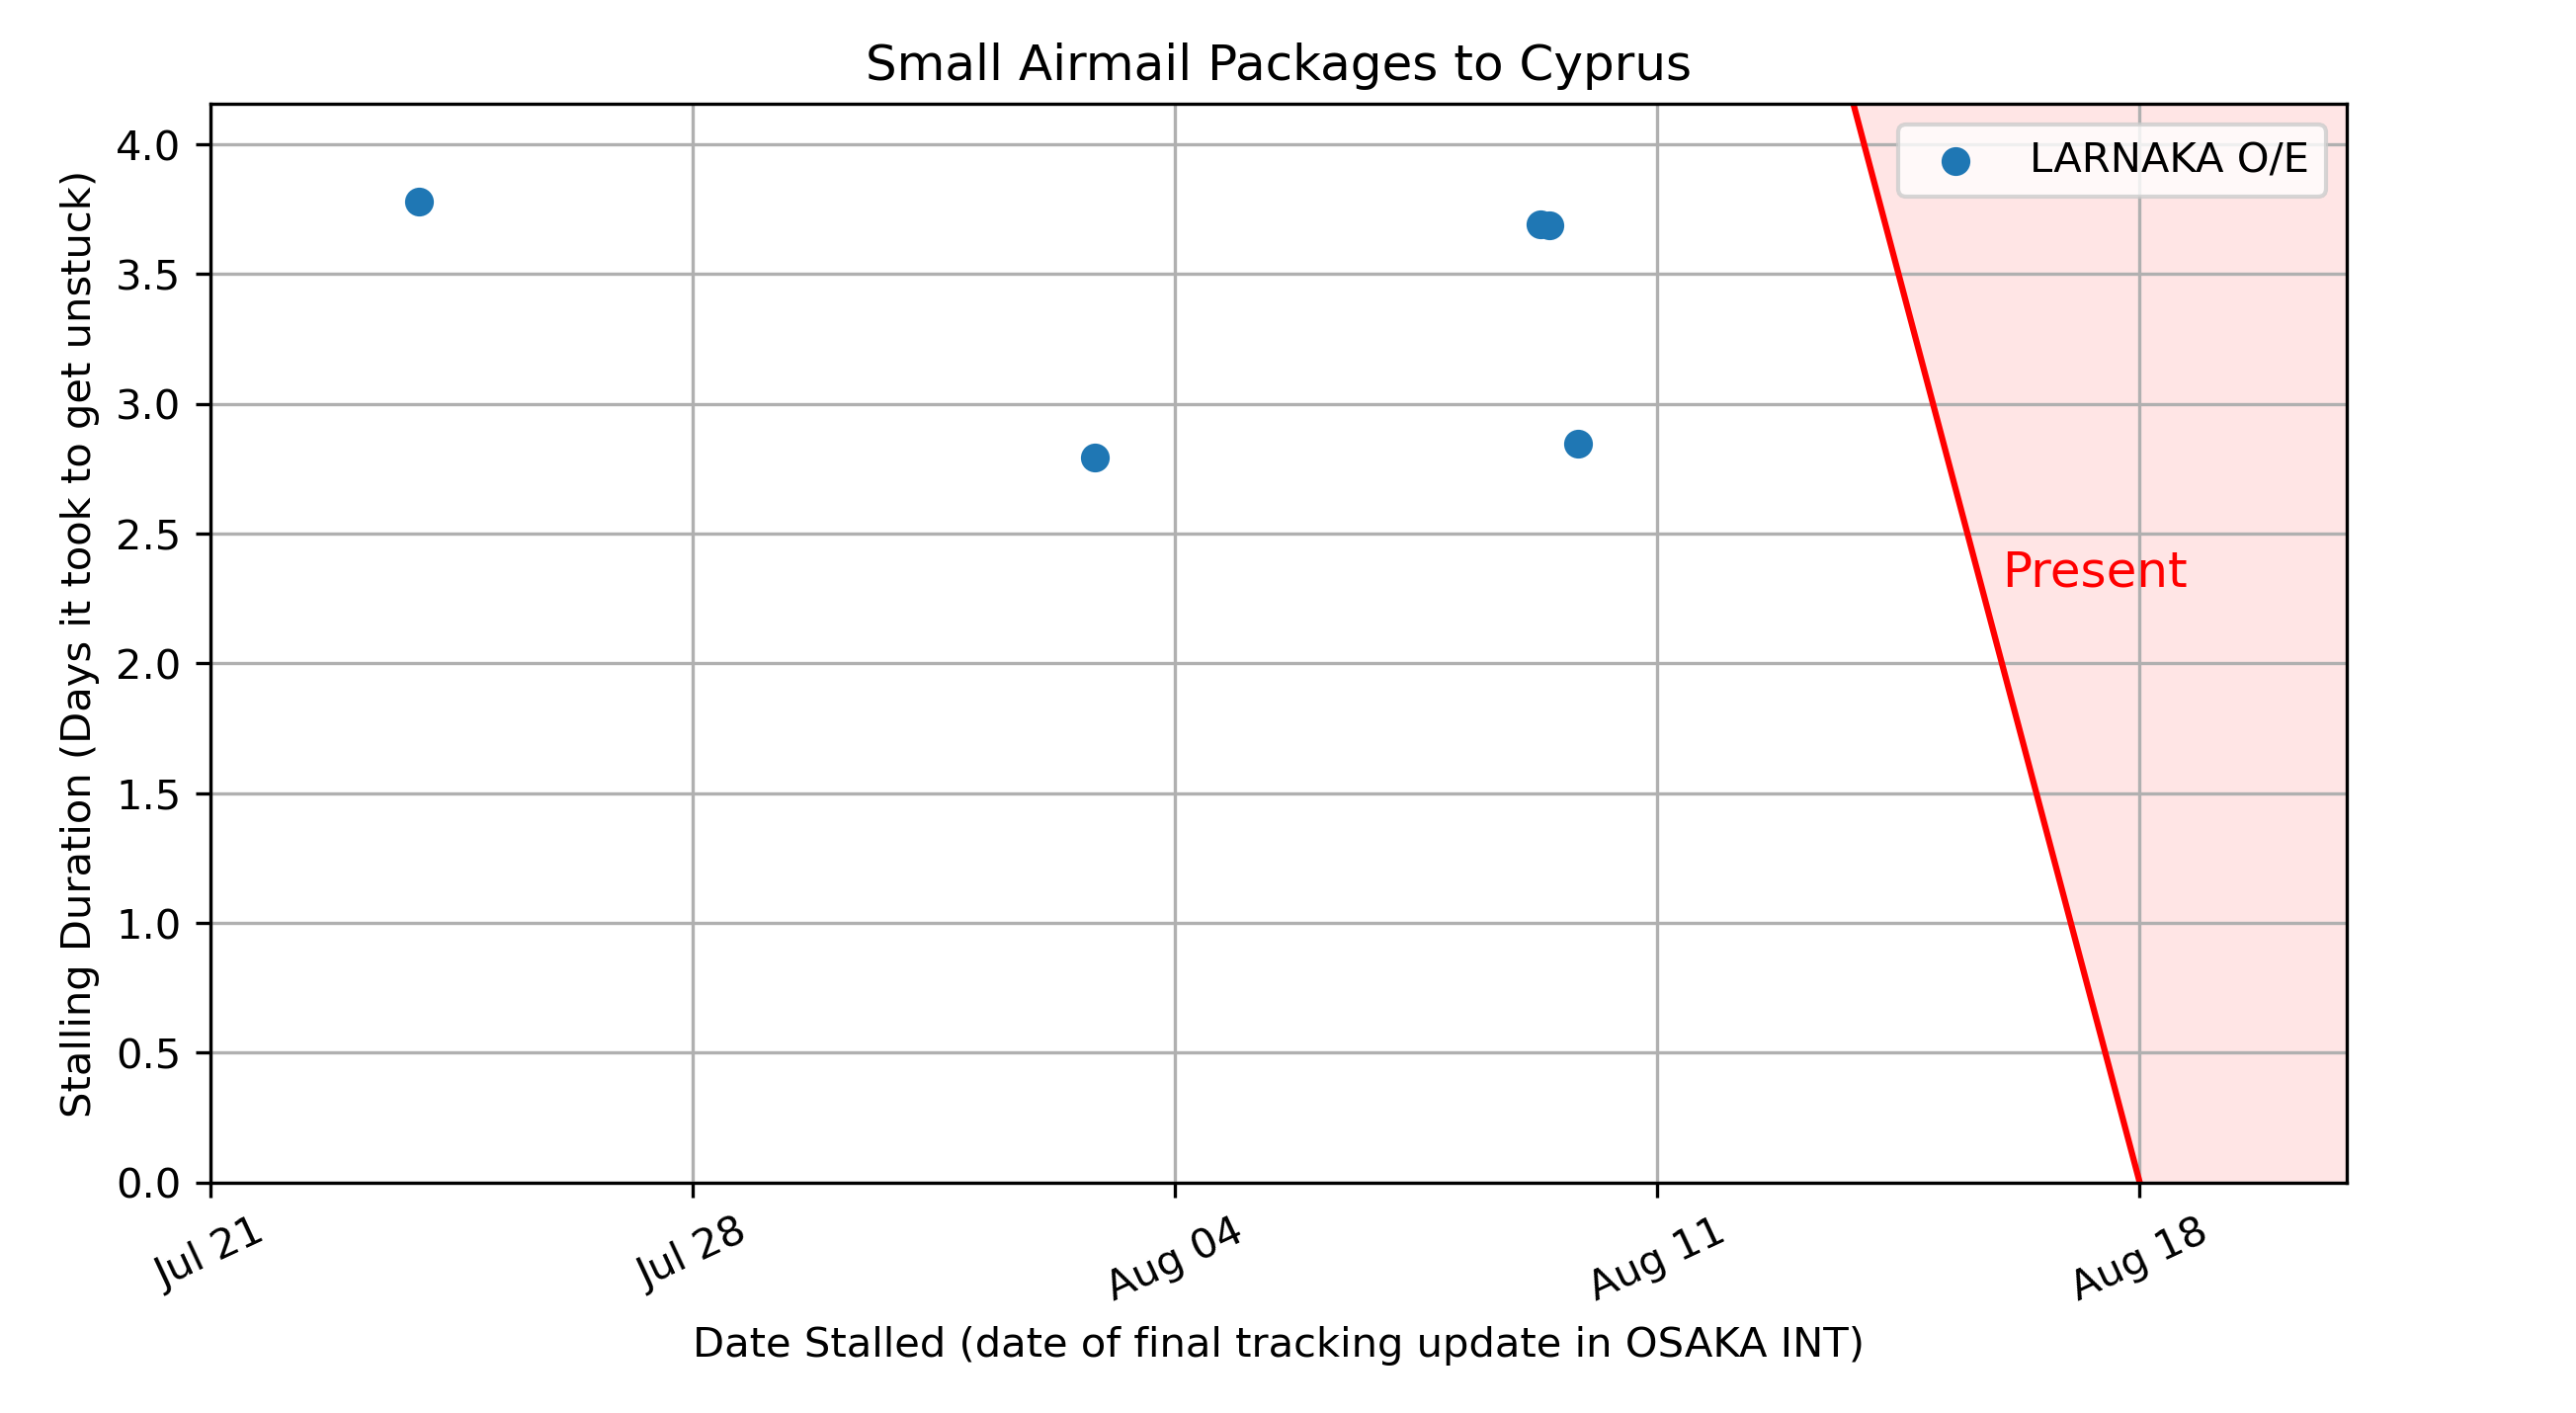 Small Airmail Packages to Cyprus
LARNAKA O/E
Present
Stalling Duration (Days it took to get unstuck)
4.0
3.5
3.0
2.5
2.0
1.5
1.0
0.5
0.0
Jul 21
Jul 28
Aug 04
Aug 11
Aug 18
Date Stalled (date of final tracking update in OSAKA INT)